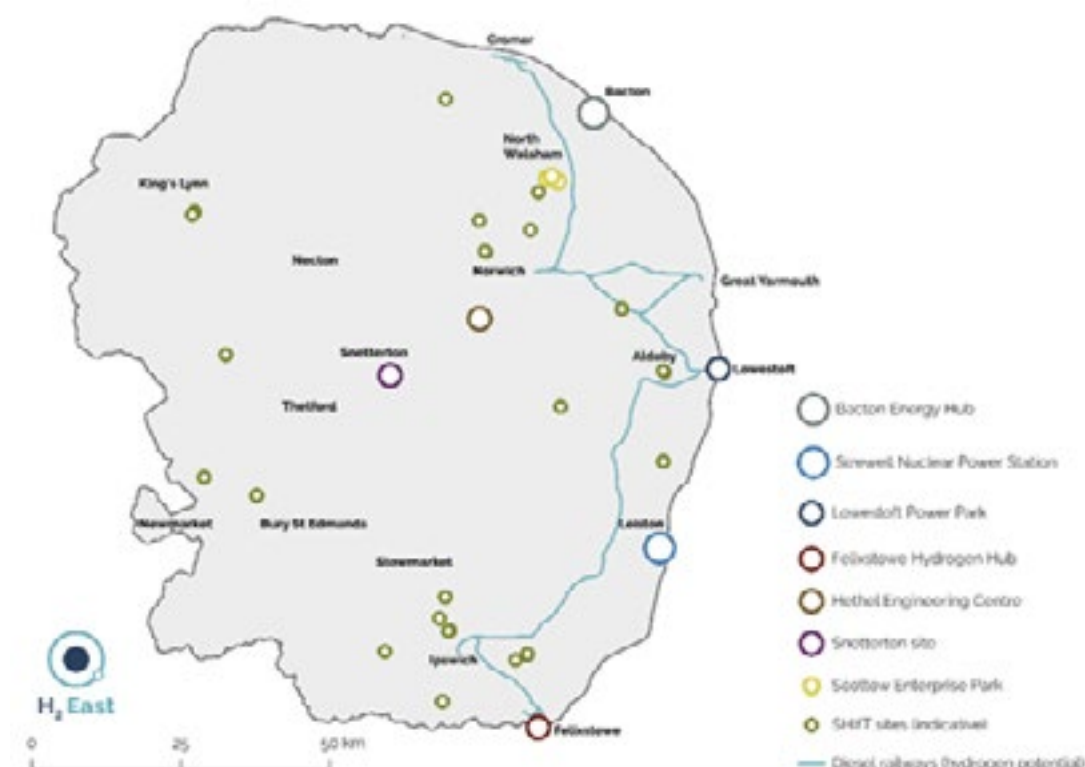 Cromer
Bacton
North
Walsham
King's Lynn
Necton
Norwich
Great Yarmouth
Snetterton
Aldeby
Lowestoft
Thetford
Newmarket
Bury St Edmunds
Leiston
Stowmarket
Ipswich
Felixstowe
Bacton Energy Hub
Sizewell Nuclear Power Station
Lowestoft Power Park
Felixstowe Hydrogen Hub
Hethel Engineering Centre
Snetterton site
Scottow Enterprise Park
SHIFT sites (indicative)
Diesel railways (hydrogen potential)
H₂ East
0 25 50 km